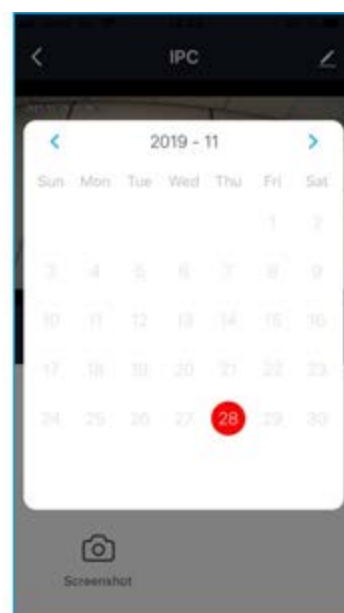 IPC
2019 - 11
Sun Mon Tue Wed Thu Fri Sat
1 2
3 4 5 6 7 8 9
10 11 12 13 14 15 16
17 18 19 20 21 22 23
24 25 26 27 28 29 30
Screenshot